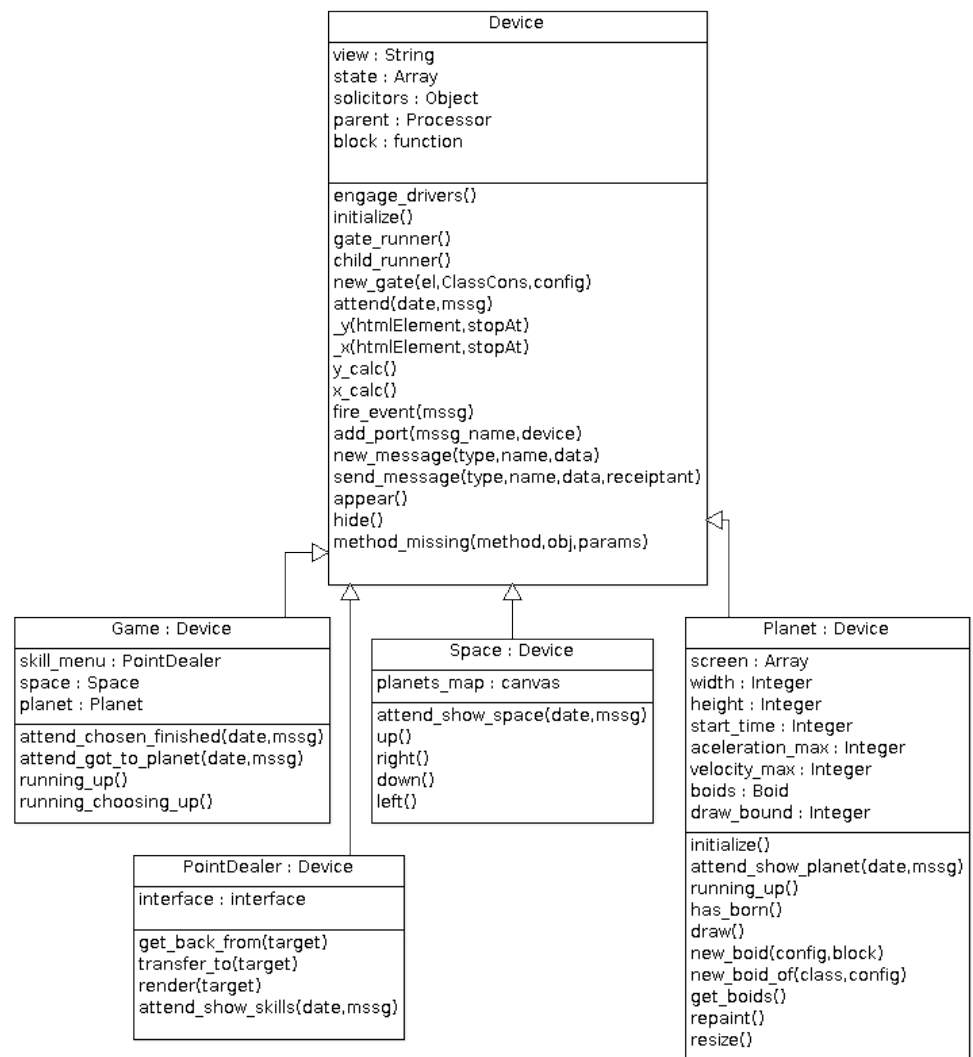 Device
view : String
state : Array
solicitors : Object
parent : Processor
block : function
engage_drivers()
initialize()
gate_runner()
child_runner()
new_gate(el,ClassCons,config)
attend(date,mssg)
_y(htmlElement,stopAt)
_x(htmlElement,stopAt)
y_calc()
x_calc()
fire_event(mssg)
add_port(mssg_name,device)
new_message(type,name,data)
send_message(type,name,data,receiptant)
appear()
hide()
method_missing(method,obj,params)
Game : Device
skill_menu : PointDealer
space : Space
planet : Planet
attend_chosen_finished(date,mssg)
attend_got_to_planet(date,mssg)
running_up()
running_choosing_up()
PointDealer : Device
interface : interface
get_back_from(target)
transfer_to(target)
render(target)
attend_show_skills(date,mssg)
Space : Device
planets_map : canvas
attend_show_space(date,mssg)
up()
right()
down()
left()
Planet : Device
screen : Array
width : Integer
height : Integer
start_time : Integer
aceleration_max : Integer
velocity_max : Integer
boids : Boid
draw_bound : Integer
initialize()
attend_show_planet(date,mssg)
running_up()
has_born()
draw()
new_boid(config,block)
new_boid_of(class,config)
get_boids()
repaint()
resize()